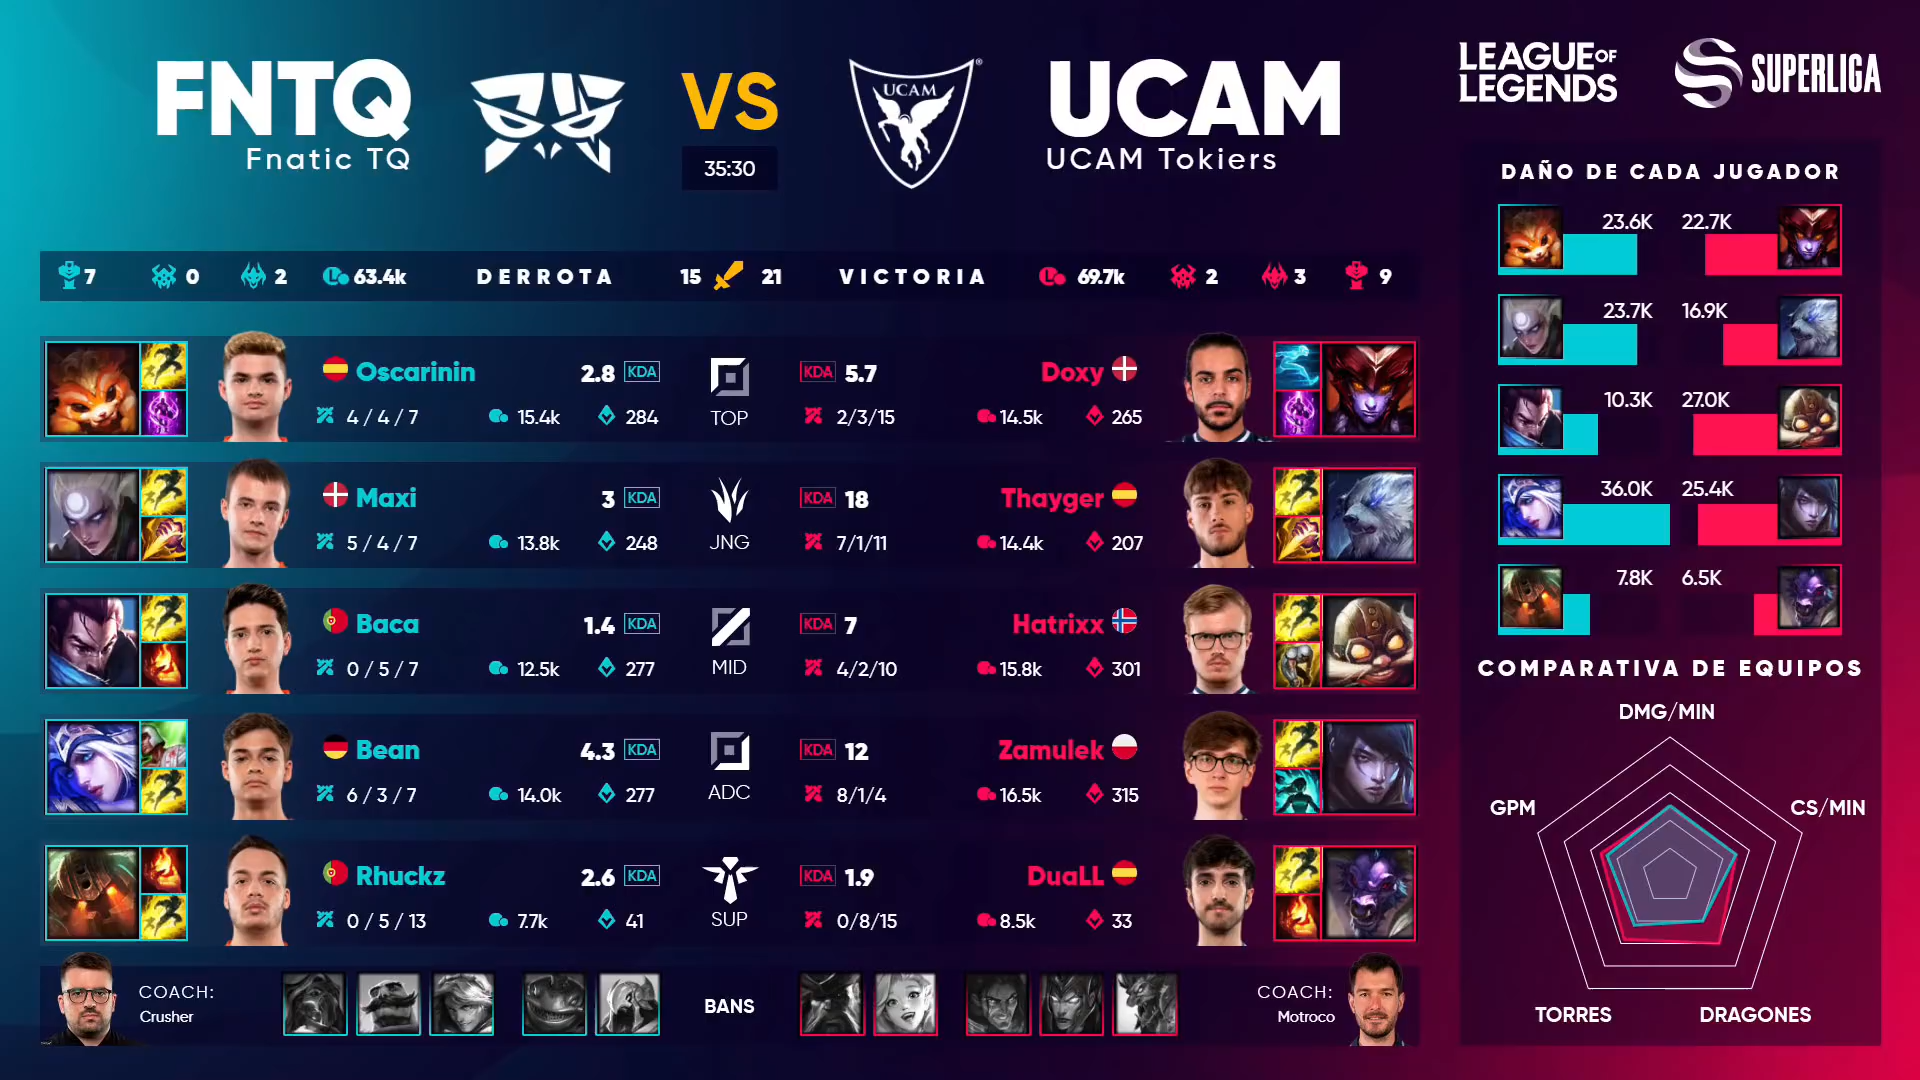 FNTQ
Fnatic TQ
VS
35:30
UCAM
UCAM
UCAM Tokiers
LEAGUE OF
LEGENDS
SUPERLIGA
7 0 2 63.4k DERROTA 15 21 VICTORIA 69.7k 2 3 9
Oscarinin 2.8 KDA TOP KDA 5.7 Doxy
4 / 4 / 7 15.4k 284 2/3/15 14.5k 265
Maxi 3 KDA JNG KDA 18 Thayger
5 / 4 / 7 13.8k 248 7/1/11 14.4k 207
Baca 1.4 KDA MID KDA 7 Hatrixx
0 / 5 / 7 12.5k 277 4/2/10 15.8k 301
Bean 4.3 KDA ADC KDA 12 Zamulek
6 / 3 / 7 14.0k 277 8/1/4 16.5k 315
Rhuckz 2.6 KDA SUP KDA 1.9 DuaLL
0 / 5 / 13 7.7k 41 0/8/15 8.5k 33
COACH:
Crusher
BANS
COACH:
Motroco
DAÑO DE CADA JUGADOR
23.6K 22.7K
23.7K 16.9K
10.3K 27.0K
36.0K 25.4K
7.8K 6.5K
COMPARATIVA DE EQUIPOS
DMG/MIN
GPM CS/MIN
TORRES DRAGONES